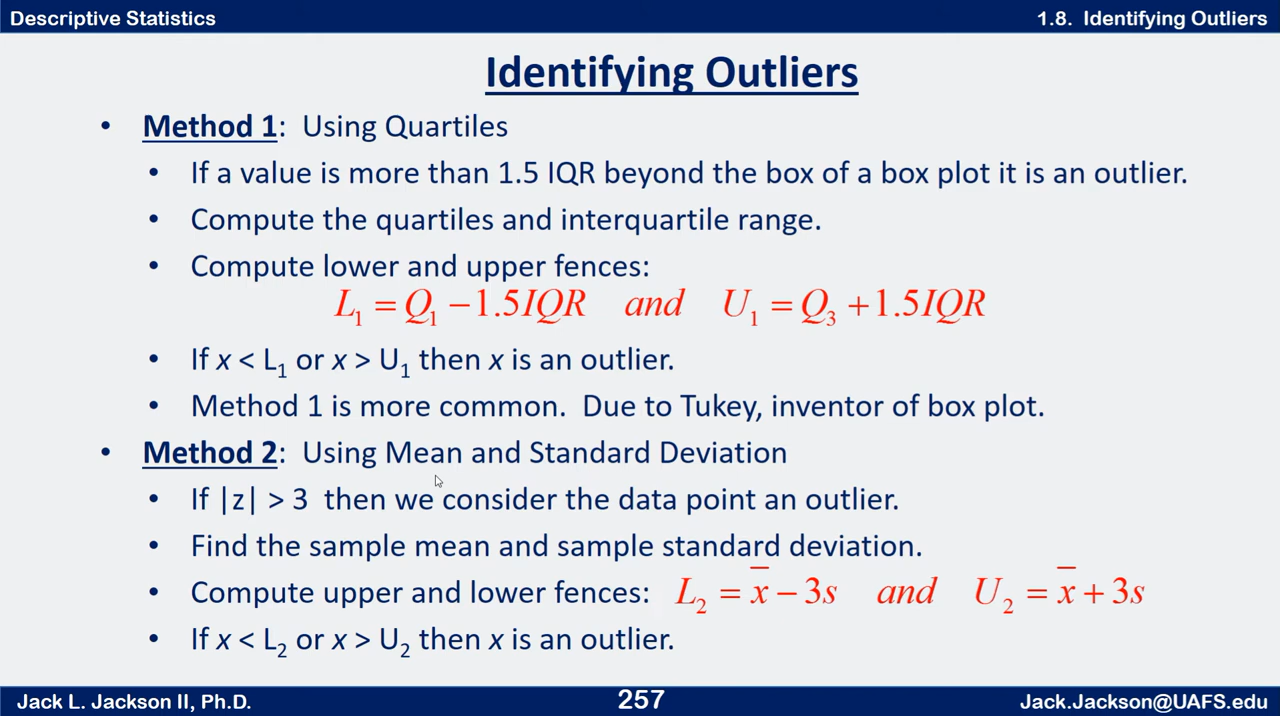 Descriptive Statistics
1.8. Identifying Outliers
Identifying Outliers
• Method 1: Using Quartiles
• If a value is more than 1.5 IQR beyond the box of a box plot it is an outlier.
• Compute the quartiles and interquartile range.
• Compute lower and upper fences:
L₁ = Q₁ − 1.5IQR and U₁ = Q₃ + 1.5IQR
• If x < L₁ or x > U₁ then x is an outlier.
• Method 1 is more common. Due to Tukey, inventor of box plot.
• Method 2: Using Mean and Standard Deviation
• If |z| > 3 then we consider the data point an outlier.
• Find the sample mean and sample standard deviation.
• Compute upper and lower fences: L₂ = x̄ − 3s and U₂ = x̄ + 3s
• If x < L₂ or x > U₂ then x is an outlier.
Jack L. Jackson II, Ph.D.
257
Jack.Jackson@UAFS.edu